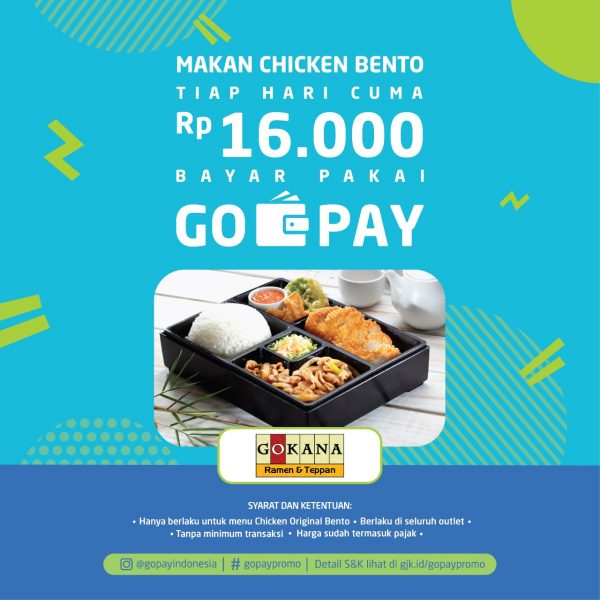 MAKAN CHICKEN BENTO
TIAP HARI CUMA
Rp 16.000
BAYAR PAKAI
GO PAY
GOKANA
Ramen & Teppan
SYARAT DAN KETENTUAN:
• Hanya berlaku untuk menu Chicken Original Bento • Berlaku di seluruh outlet •
• Tanpa minimum transaksi • Harga sudah termasuk pajak •
@gopayindonesia | # gopaypromo | Detail S&K lihat di gjk.id/gopaypromo